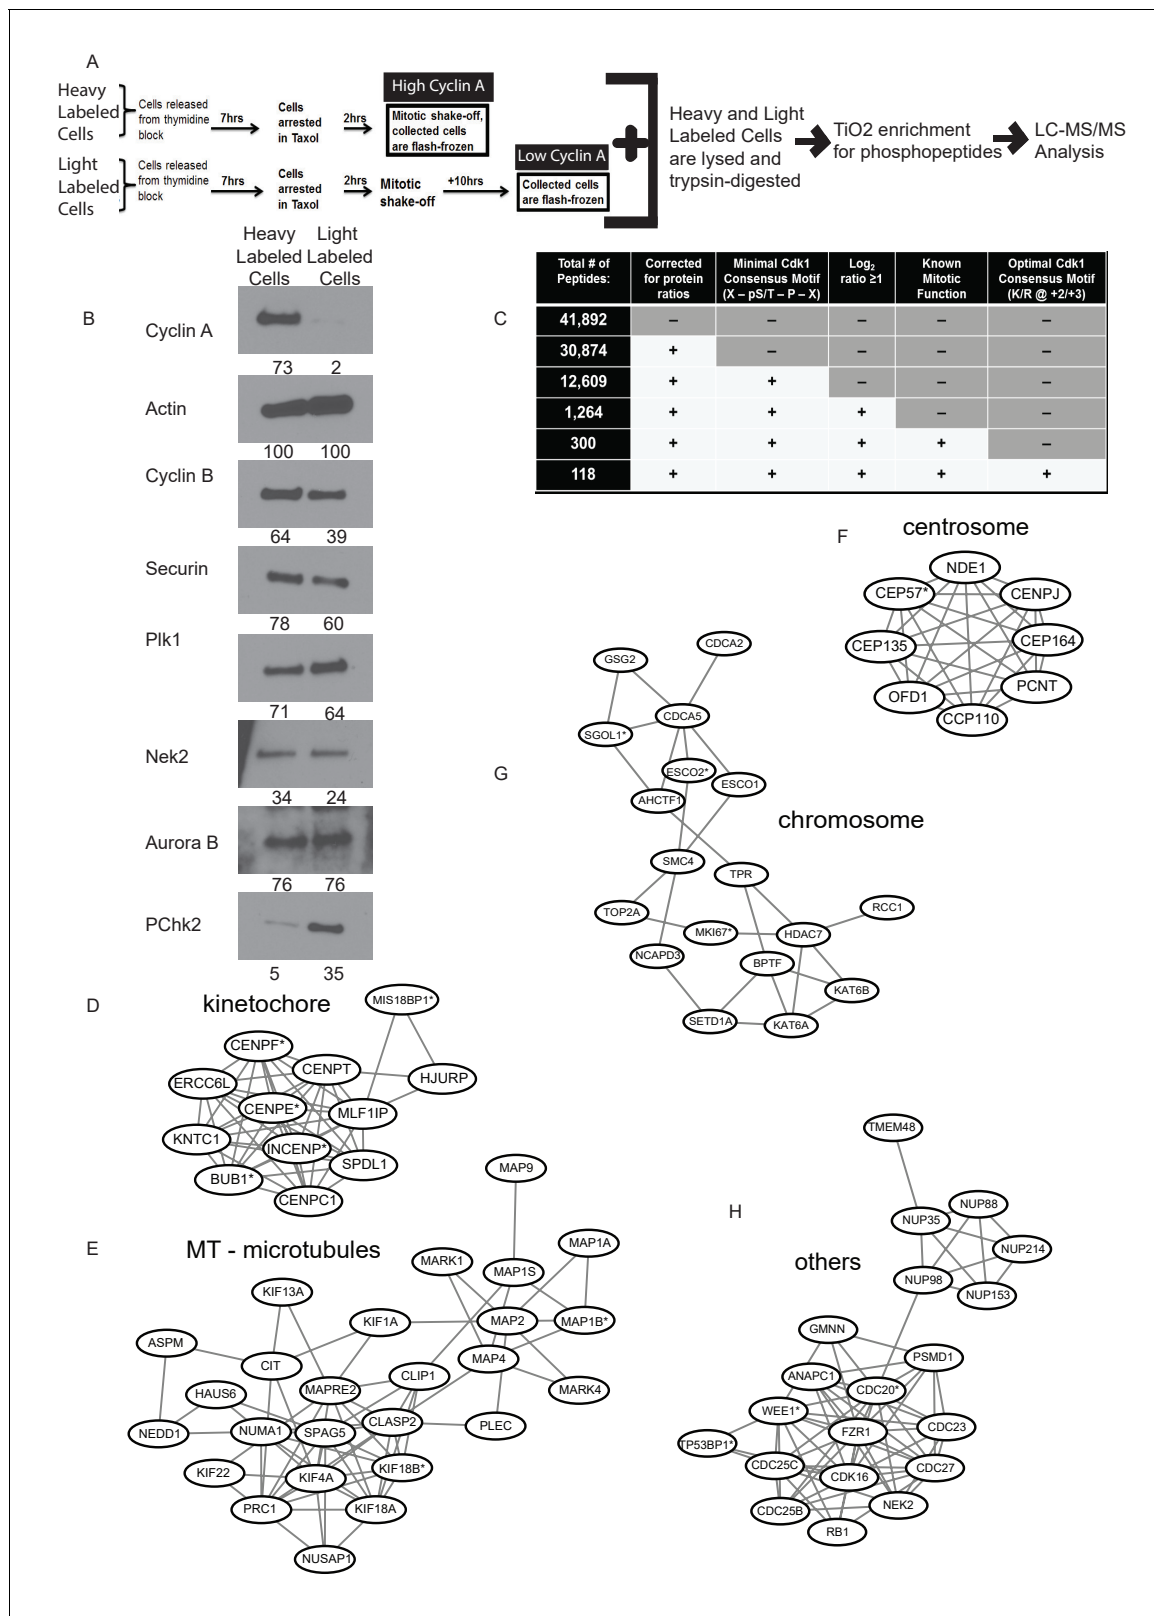 A
Heavy
Labeled
Cells
Cells released
from thymidine
block
7hrs
Cells
arrested
in Taxol
2hrs
High Cyclin A
Mitotic shake-off,
collected cells
are flash-frozen
Light
Labeled
Cells
Cells released
from thymidine
block
7hrs
Cells
arrested
in Taxol
2hrs
Mitotic
shake-off
+10hrs
Low Cyclin A
Collected cells
are flash-frozen
Heavy and Light
Labeled Cells
are lysed and
trypsin-digested
TiO2 enrichment
for phosphopeptides
LC-MS/MS
Analysis
B
Heavy
Labeled
Cells
Light
Labeled
Cells
Cyclin A
73 2
Actin
100 100
Cyclin B
64 39
Securin
78 60
Plk1
71 64
Nek2
34 24
Aurora B
76 76
PChk2
5 35
C
Total # of
Peptides:
Corrected
for protein
ratios
Minimal Cdk1
Consensus Motif
(X – pS/T – P – X)
Log2
ratio ≥1
Known
Mitotic
Function
Optimal Cdk1
Consensus Motif
(K/R @ +2/+3)
41,892 – – – – –
30,874 + – – – –
12,609 + + – – –
1,264 + + + – –
300 + + + + –
118 + + + + +
D
kinetochore
MIS18BP1*
CENPF*
CENPT
HJURP
ERCC6L
CENPE*
MLF1IP
KNTC1
INCENP*
SPDL1
BUB1*
CENPC1
E
MT - microtubules
MAP9
MAP1A
MARK1
MAP1S
KIF13A
KIF1A
MAP2
MAP1B*
ASPM
CIT
MAP4
CLIP1
MARK4
HAUS6
MAPRE2
NEDD1
NUMA1
SPAG5
CLASP2
PLEC
KIF22
KIF4A
KIF18B*
PRC1
KIF18A
NUSAP1
F
centrosome
NDE1
CEP57*
CENPJ
CEP135
CEP164
OFD1
PCNT
CCP110
G
chromosome
CDCA2
GSG2
CDCA5
SGOL1*
ESCO2*
ESCO1
AHCTF1
SMC4
TPR
TOP2A
RCC1
MKI67*
HDAC7
NCAPD3
BPTF
KAT6B
SETD1A
KAT6A
H
others
TMEM48
NUP88
NUP35
NUP214
NUP98
NUP153
GMNN
PSMD1
ANAPC1
CDC20*
WEE1*
CDC23
FZR1
TP53BP1*
CDC25C
CDK16
CDC27
CDC25B
NEK2
RB1